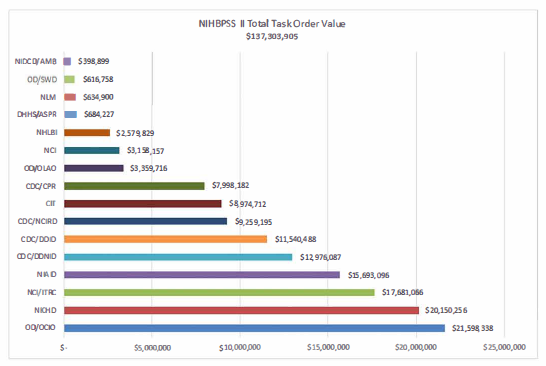 NIHBPSS II Total Task Order Value
$137,303,905
NIDCD/AMB $398,899
OD/SWD $616,758
NLM $634,900
DHHS/ASPR $684,227
NHLBI $2,579,829
NCI $3,158,157
OD/OLAO $3,359,716
CDC/CPR $7,998,182
CIT $8,974,712
CDC/NCIRD $9,259,195
CDC/DDIO $11,540,488
CDC/DDNID $12,976,087
NIAID $15,693,096
NCI/ITRC $17,681,066
NICHD $20,150,256
OD/OCIO $21,598,338
$- $5,000,000 $10,000,000 $15,000,000 $20,000,000 $25,000,000